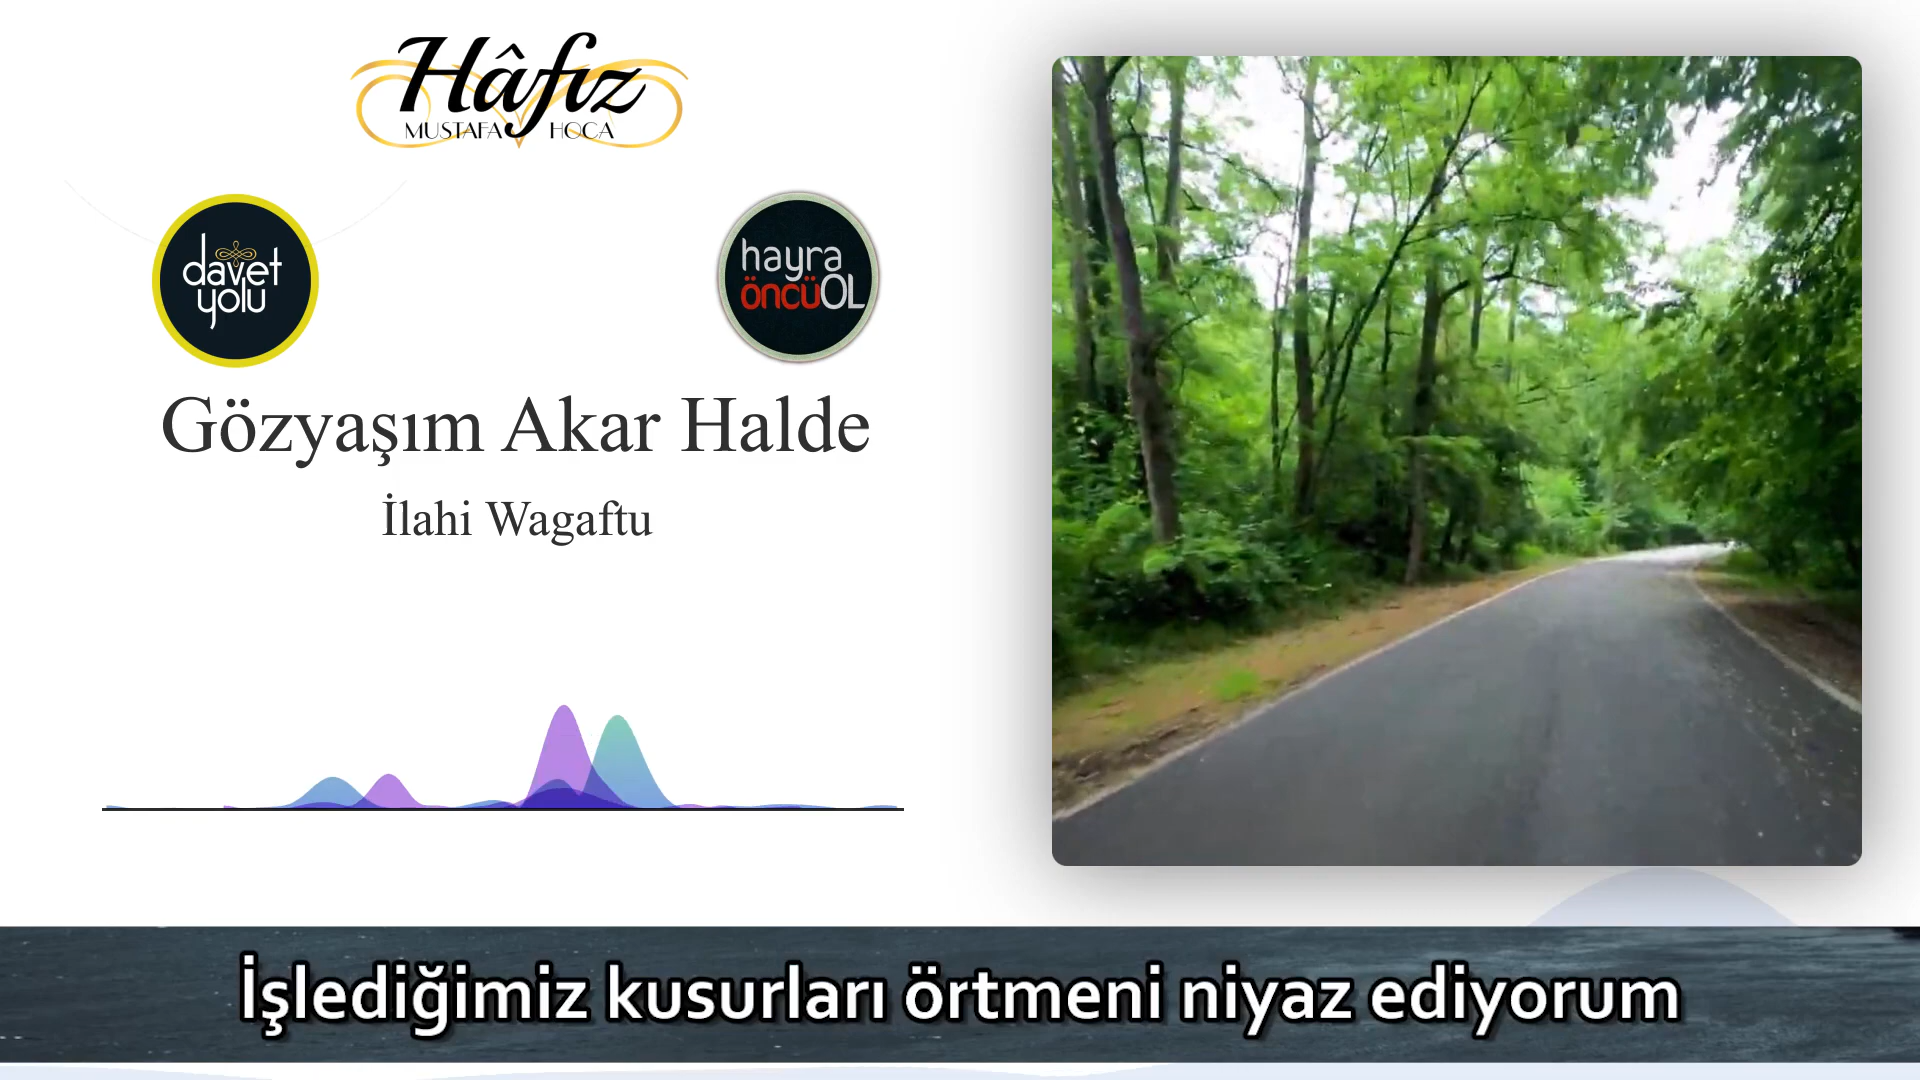 Hâfız
MUSTAFA HOCA
davet
yolu
hayra
öncüOL
Gözyaşım Akar Halde
İlahi Wagaftu
İşlediğimiz kusurları örtmeni niyaz ediyorum